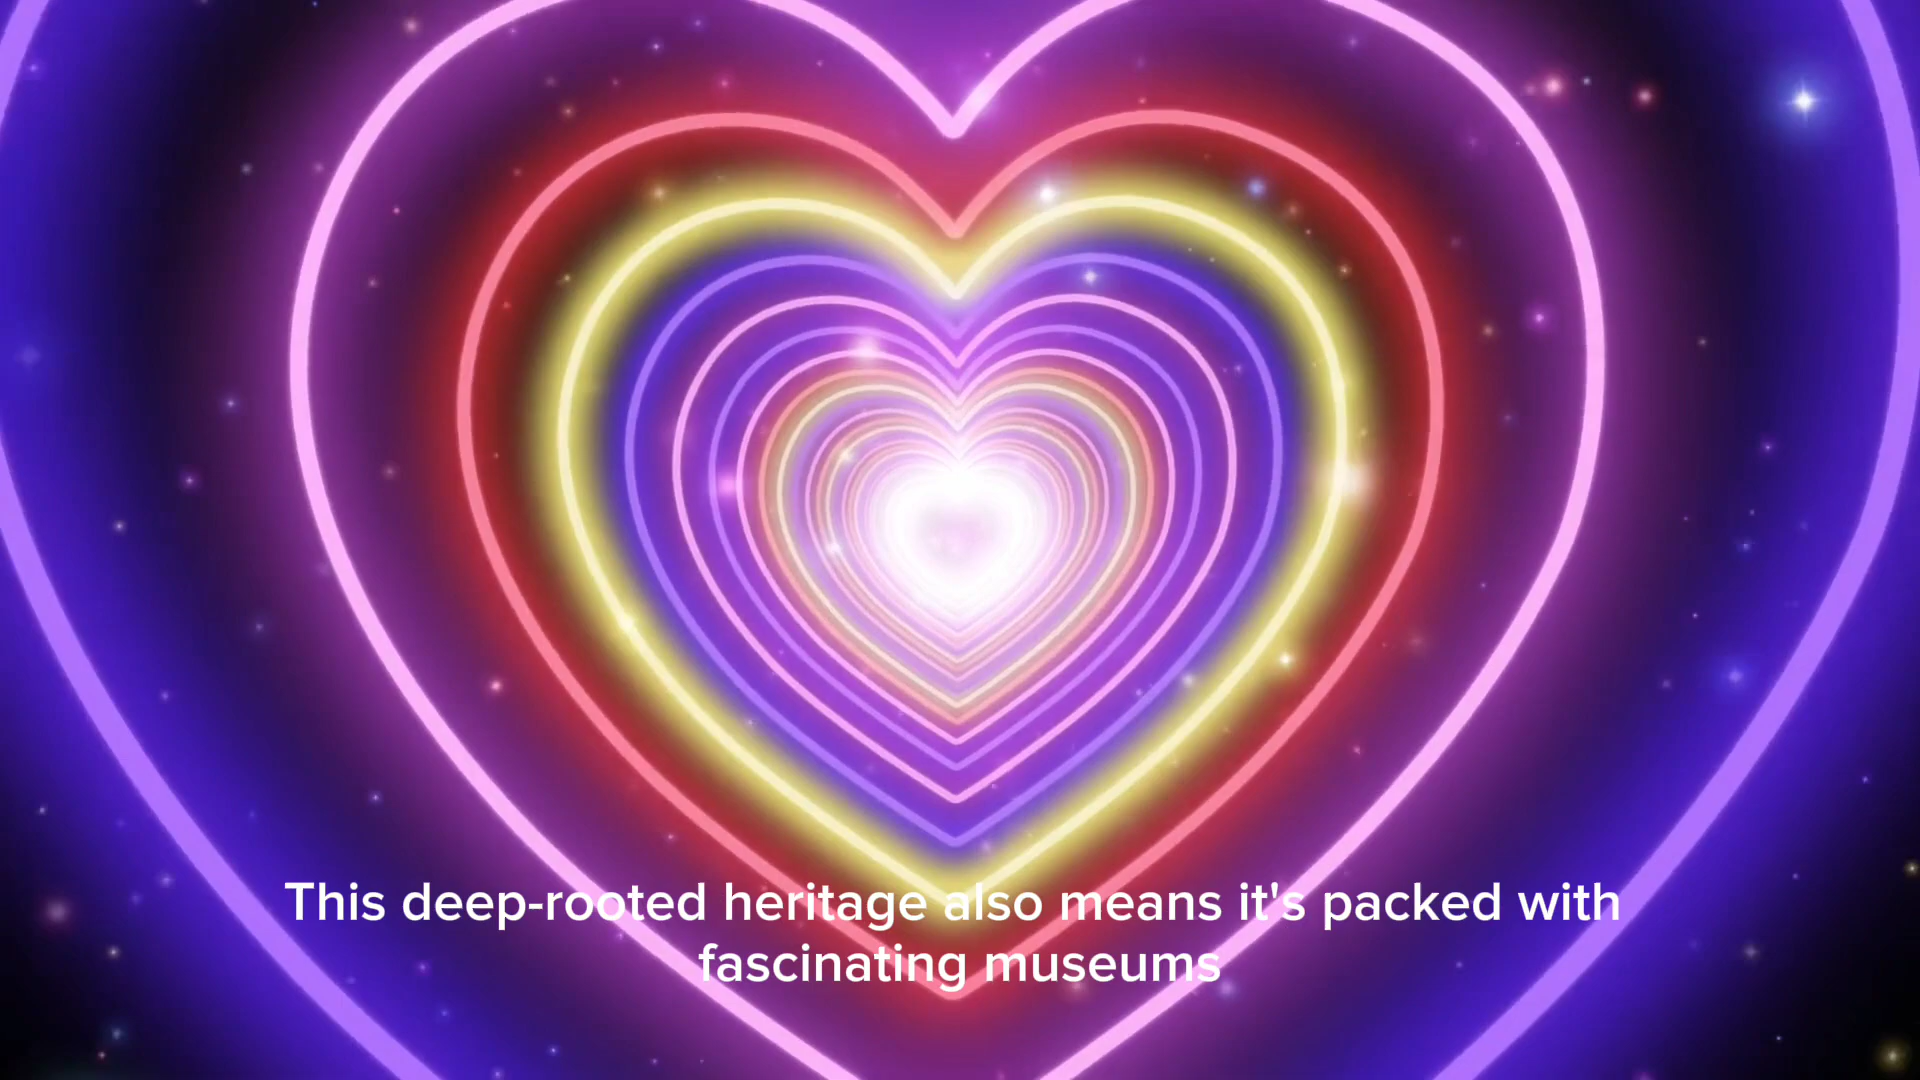 This deep-rooted heritage also means it's packed with
fascinating museums